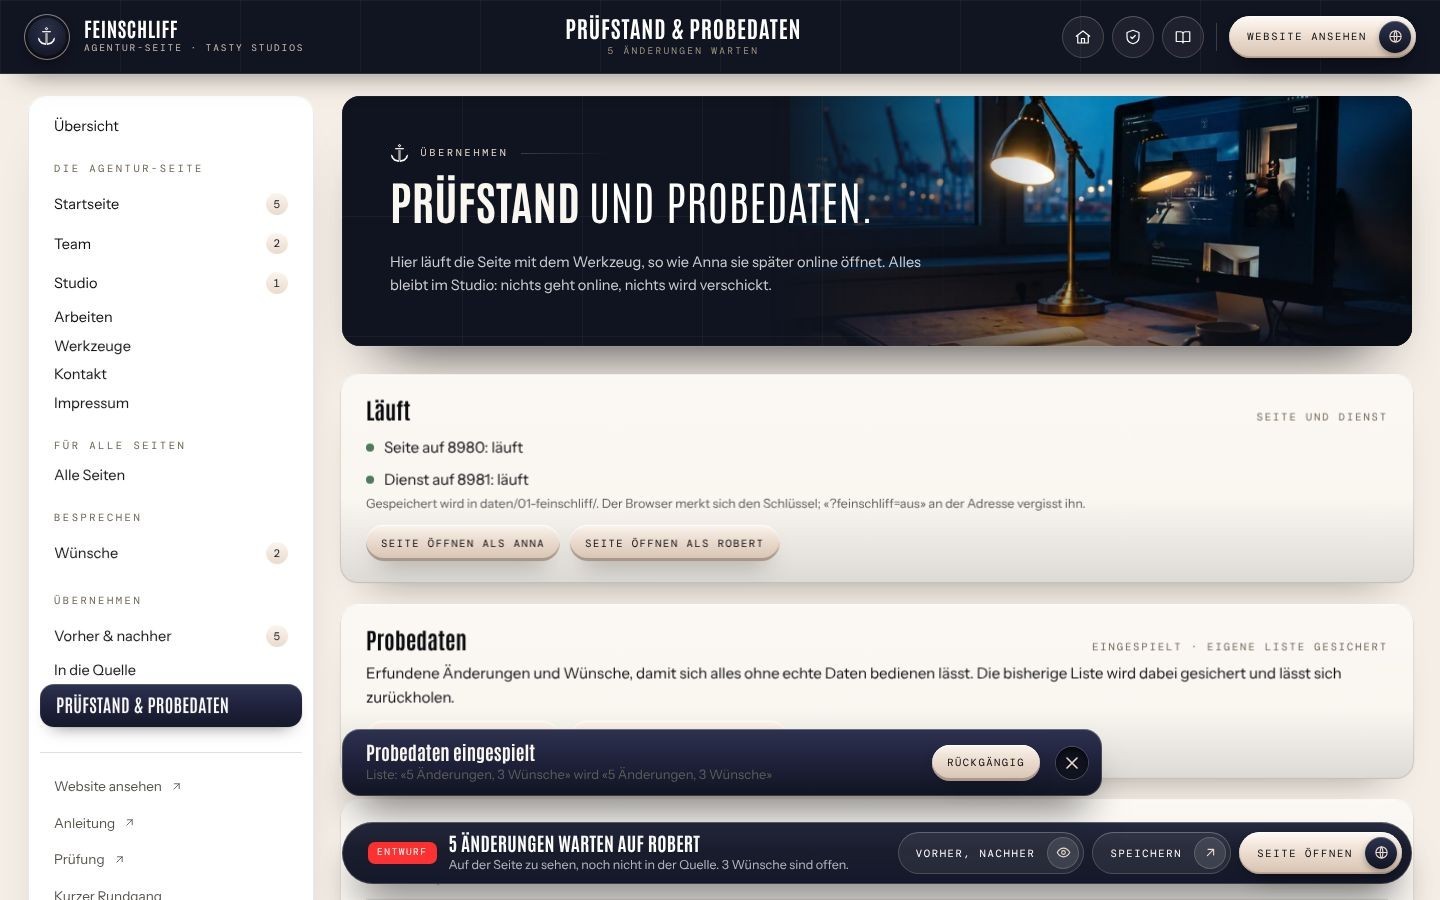 FEINSCHLIFF
AGENTUR-SEITE · TASTY STUDIOS
PRÜFSTAND & PROBEDATEN
5 ÄNDERUNGEN WARTEN
WEBSITE ANSEHEN
Übersicht
DIE AGENTUR-SEITE
Startseite 5
Team 2
Studio 1
Arbeiten
Werkzeuge
Kontakt
Impressum
FÜR ALLE SEITEN
Alle Seiten
BESPRECHEN
Wünsche 2
ÜBERNEHMEN
Vorher & nachher 5
In die Quelle
PRÜFSTAND & PROBEDATEN
Website ansehen
Anleitung
Prüfung
Kurzer Rundgang
ÜBERNEHMEN
PRÜFSTAND UND PROBEDATEN.
Hier läuft die Seite mit dem Werkzeug, so wie Anna sie später online öffnet. Alles
bleibt im Studio: nichts geht online, nichts wird verschickt.
Läuft
SEITE UND DIENST
Seite auf 8980: läuft
Dienst auf 8981: läuft
Gespeichert wird in daten/01-feinschliff/. Der Browser merkt sich den Schlüssel; «?feinschliff=aus» an der Adresse vergisst ihn.
SEITE ÖFFNEN ALS ANNA
SEITE ÖFFNEN ALS ROBERT
Probedaten
EINGESPIELT · EIGENE LISTE GESICHERT
Erfundene Änderungen und Wünsche, damit sich alles ohne echte Daten bedienen lässt. Die bisherige Liste wird dabei gesichert und lässt sich
zurückholen.
Probedaten eingespielt
Liste: «5 Änderungen, 3 Wünsche» wird «5 Änderungen, 3 Wünsche»
RÜCKGÄNGIG
ENTWURF
5 ÄNDERUNGEN WARTEN AUF ROBERT
Auf der Seite zu sehen, noch nicht in der Quelle. 3 Wünsche sind offen.
VORHER, NACHHER
SPEICHERN
SEITE ÖFFNEN